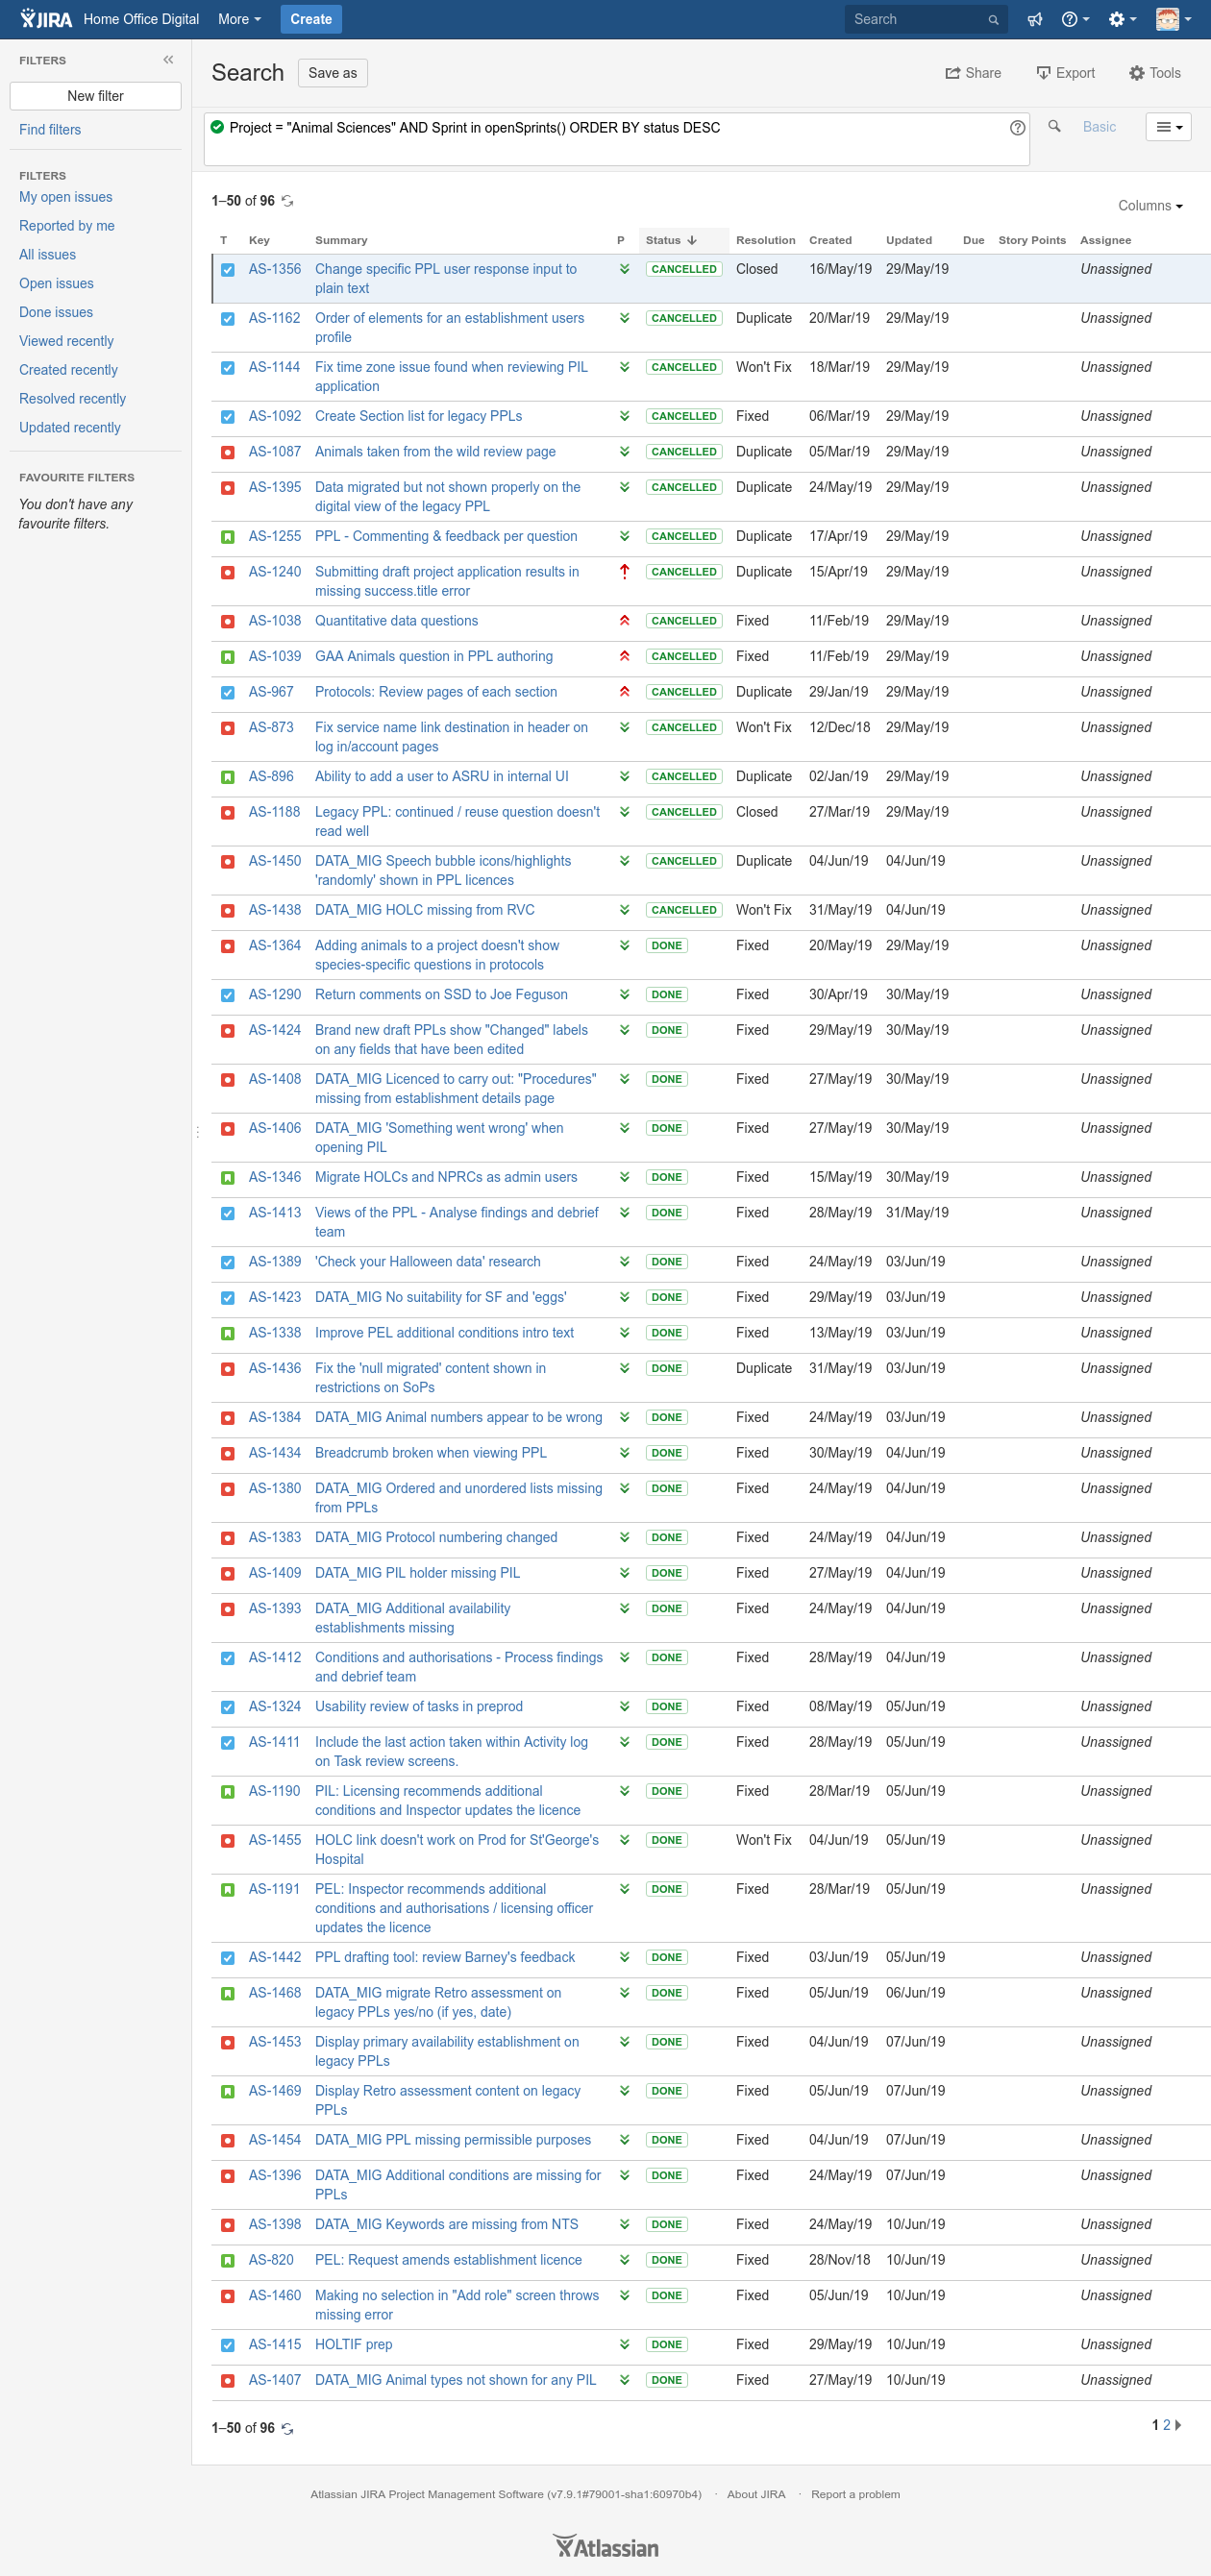 JIRA Home Office Digital More Create Search
FILTERS
New filter
Find filters
FILTERS
My open issues
Reported by me
All issues
Open issues
Done issues
Viewed recently
Created recently
Resolved recently
Updated recently
FAVOURITE FILTERS
You don't have any
favourite filters.
Search Save as Share Export Tools
Project = "Animal Sciences" AND Sprint in openSprints() ORDER BY status DESC Basic
1–50 of 96
Columns
T Key Summary P Status Resolution Created Updated Due Story Points Assignee
AS-1356 Change specific PPL user response input to CANCELLED Closed 16/May/19 29/May/19 Unassigned
plain text
AS-1162 Order of elements for an establishment users CANCELLED Duplicate 20/Mar/19 29/May/19 Unassigned
profile
AS-1144 Fix time zone issue found when reviewing PIL CANCELLED Won't Fix 18/Mar/19 29/May/19 Unassigned
application
AS-1092 Create Section list for legacy PPLs CANCELLED Fixed 06/Mar/19 29/May/19 Unassigned
AS-1087 Animals taken from the wild review page CANCELLED Duplicate 05/Mar/19 29/May/19 Unassigned
AS-1395 Data migrated but not shown properly on the CANCELLED Duplicate 24/May/19 29/May/19 Unassigned
digital view of the legacy PPL
AS-1255 PPL - Commenting & feedback per question CANCELLED Duplicate 17/Apr/19 29/May/19 Unassigned
AS-1240 Submitting draft project application results in CANCELLED Duplicate 15/Apr/19 29/May/19 Unassigned
missing success.title error
AS-1038 Quantitative data questions CANCELLED Fixed 11/Feb/19 29/May/19 Unassigned
AS-1039 GAA Animals question in PPL authoring CANCELLED Fixed 11/Feb/19 29/May/19 Unassigned
AS-967 Protocols: Review pages of each section CANCELLED Duplicate 29/Jan/19 29/May/19 Unassigned
AS-873 Fix service name link destination in header on CANCELLED Won't Fix 12/Dec/18 29/May/19 Unassigned
log in/account pages
AS-896 Ability to add a user to ASRU in internal UI CANCELLED Duplicate 02/Jan/19 29/May/19 Unassigned
AS-1188 Legacy PPL: continued / reuse question doesn't CANCELLED Closed 27/Mar/19 29/May/19 Unassigned
read well
AS-1450 DATA_MIG Speech bubble icons/highlights CANCELLED Duplicate 04/Jun/19 04/Jun/19 Unassigned
'randomly' shown in PPL licences
AS-1438 DATA_MIG HOLC missing from RVC CANCELLED Won't Fix 31/May/19 04/Jun/19 Unassigned
AS-1364 Adding animals to a project doesn't show DONE Fixed 20/May/19 29/May/19 Unassigned
species-specific questions in protocols
AS-1290 Return comments on SSD to Joe Feguson DONE Fixed 30/Apr/19 30/May/19 Unassigned
AS-1424 Brand new draft PPLs show "Changed" labels DONE Fixed 29/May/19 30/May/19 Unassigned
on any fields that have been edited
AS-1408 DATA_MIG Licenced to carry out: "Procedures" DONE Fixed 27/May/19 30/May/19 Unassigned
missing from establishment details page
AS-1406 DATA_MIG 'Something went wrong' when DONE Fixed 27/May/19 30/May/19 Unassigned
opening PIL
AS-1346 Migrate HOLCs and NPRCs as admin users DONE Fixed 15/May/19 30/May/19 Unassigned
AS-1413 Views of the PPL - Analyse findings and debrief DONE Fixed 28/May/19 31/May/19 Unassigned
team
AS-1389 'Check your Halloween data' research DONE Fixed 24/May/19 03/Jun/19 Unassigned
AS-1423 DATA_MIG No suitability for SF and 'eggs' DONE Fixed 29/May/19 03/Jun/19 Unassigned
AS-1338 Improve PEL additional conditions intro text DONE Fixed 13/May/19 03/Jun/19 Unassigned
AS-1436 Fix the 'null migrated' content shown in DONE Duplicate 31/May/19 03/Jun/19 Unassigned
restrictions on SoPs
AS-1384 DATA_MIG Animal numbers appear to be wrong DONE Fixed 24/May/19 03/Jun/19 Unassigned
AS-1434 Breadcrumb broken when viewing PPL DONE Fixed 30/May/19 04/Jun/19 Unassigned
AS-1380 DATA_MIG Ordered and unordered lists missing DONE Fixed 24/May/19 04/Jun/19 Unassigned
from PPLs
AS-1383 DATA_MIG Protocol numbering changed DONE Fixed 24/May/19 04/Jun/19 Unassigned
AS-1409 DATA_MIG PIL holder missing PIL DONE Fixed 27/May/19 04/Jun/19 Unassigned
AS-1393 DATA_MIG Additional availability DONE Fixed 24/May/19 04/Jun/19 Unassigned
establishments missing
AS-1412 Conditions and authorisations - Process findings DONE Fixed 28/May/19 04/Jun/19 Unassigned
and debrief team
AS-1324 Usability review of tasks in preprod DONE Fixed 08/May/19 05/Jun/19 Unassigned
AS-1411 Include the last action taken within Activity log DONE Fixed 28/May/19 05/Jun/19 Unassigned
on Task review screens.
AS-1190 PIL: Licensing recommends additional DONE Fixed 28/Mar/19 05/Jun/19 Unassigned
conditions and Inspector updates the licence
AS-1455 HOLC link doesn't work on Prod for St'George's DONE Won't Fix 04/Jun/19 05/Jun/19 Unassigned
Hospital
AS-1191 PEL: Inspector recommends additional DONE Fixed 28/Mar/19 05/Jun/19 Unassigned
conditions and authorisations / licensing officer
updates the licence
AS-1442 PPL drafting tool: review Barney's feedback DONE Fixed 03/Jun/19 05/Jun/19 Unassigned
AS-1468 DATA_MIG migrate Retro assessment on DONE Fixed 05/Jun/19 06/Jun/19 Unassigned
legacy PPLs yes/no (if yes, date)
AS-1453 Display primary availability establishment on DONE Fixed 04/Jun/19 07/Jun/19 Unassigned
legacy PPLs
AS-1469 Display Retro assessment content on legacy DONE Fixed 05/Jun/19 07/Jun/19 Unassigned
PPLs
AS-1454 DATA_MIG PPL missing permissible purposes DONE Fixed 04/Jun/19 07/Jun/19 Unassigned
AS-1396 DATA_MIG Additional conditions are missing for DONE Fixed 24/May/19 07/Jun/19 Unassigned
PPLs
AS-1398 DATA_MIG Keywords are missing from NTS DONE Fixed 24/May/19 10/Jun/19 Unassigned
AS-820 PEL: Request amends establishment licence DONE Fixed 28/Nov/18 10/Jun/19 Unassigned
AS-1460 Making no selection in "Add role" screen throws DONE Fixed 05/Jun/19 10/Jun/19 Unassigned
missing error
AS-1415 HOLTIF prep DONE Fixed 29/May/19 10/Jun/19 Unassigned
AS-1407 DATA_MIG Animal types not shown for any PIL DONE Fixed 27/May/19 10/Jun/19 Unassigned
1–50 of 96 1 2
Atlassian JIRA Project Management Software (v7.9.1#79001-sha1:60970b4) · About JIRA · Report a problem
Atlassian